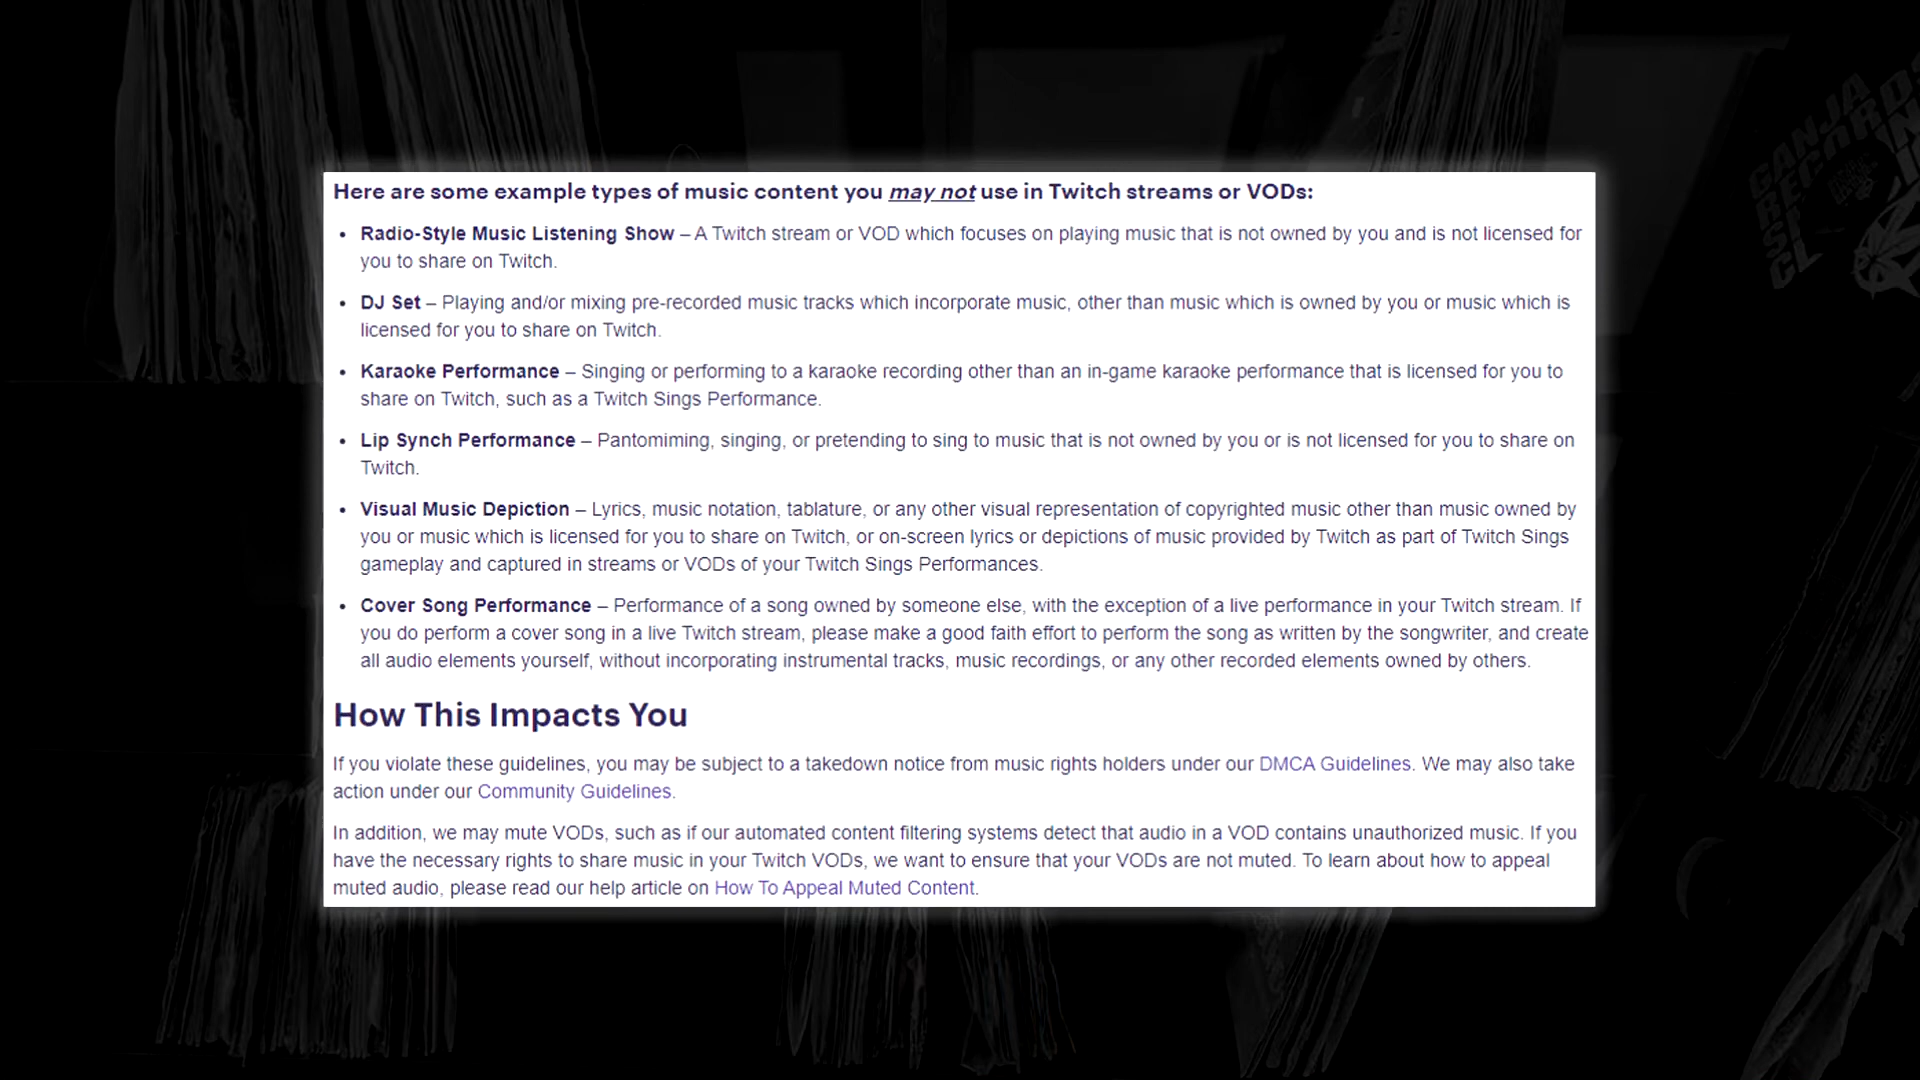 Here are some example types of music content you may not use in Twitch streams or VODs:
• Radio-Style Music Listening Show – A Twitch stream or VOD which focuses on playing music that is not owned by you and is not licensed for
you to share on Twitch.
• DJ Set – Playing and/or mixing pre-recorded music tracks which incorporate music, other than music which is owned by you or music which is
licensed for you to share on Twitch.
• Karaoke Performance – Singing or performing to a karaoke recording other than an in-game karaoke performance that is licensed for you to
share on Twitch, such as a Twitch Sings Performance.
• Lip Synch Performance – Pantomiming, singing, or pretending to sing to music that is not owned by you or is not licensed for you to share on
Twitch.
• Visual Music Depiction – Lyrics, music notation, tablature, or any other visual representation of copyrighted music other than music owned by
you or music which is licensed for you to share on Twitch, or on-screen lyrics or depictions of music provided by Twitch as part of Twitch Sings
gameplay and captured in streams or VODs of your Twitch Sings Performances.
• Cover Song Performance – Performance of a song owned by someone else, with the exception of a live performance in your Twitch stream. If
you do perform a cover song in a live Twitch stream, please make a good faith effort to perform the song as written by the songwriter, and create
all audio elements yourself, without incorporating instrumental tracks, music recordings, or any other recorded elements owned by others.
How This Impacts You
If you violate these guidelines, you may be subject to a takedown notice from music rights holders under our DMCA Guidelines. We may also take
action under our Community Guidelines.
In addition, we may mute VODs, such as if our automated content filtering systems detect that audio in a VOD contains unauthorized music. If you
have the necessary rights to share music in your Twitch VODs, we want to ensure that your VODs are not muted. To learn about how to appeal
muted audio, please read our help article on How To Appeal Muted Content.
GANJA
RECORDS